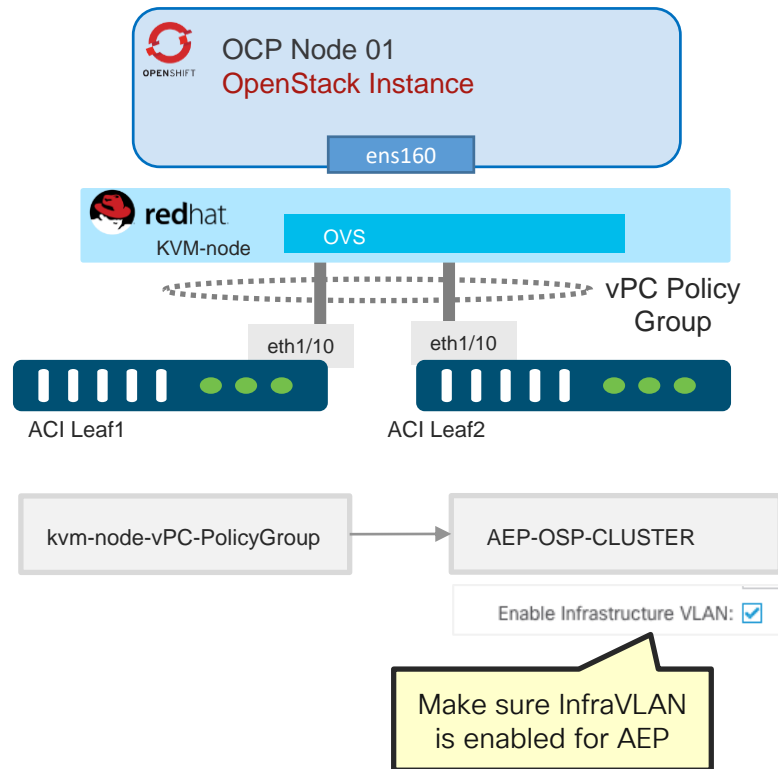 OPENSHIFT
OCP Node 01
OpenStack Instance
ens160
redhat.
KVM-node
OVS
vPC Policy
Group
eth1/10
eth1/10
ACI Leaf1
ACI Leaf2
kvm-node-vPC-PolicyGroup
AEP-OSP-CLUSTER
Enable Infrastructure VLAN:
Make sure InfraVLAN
is enabled for AEP